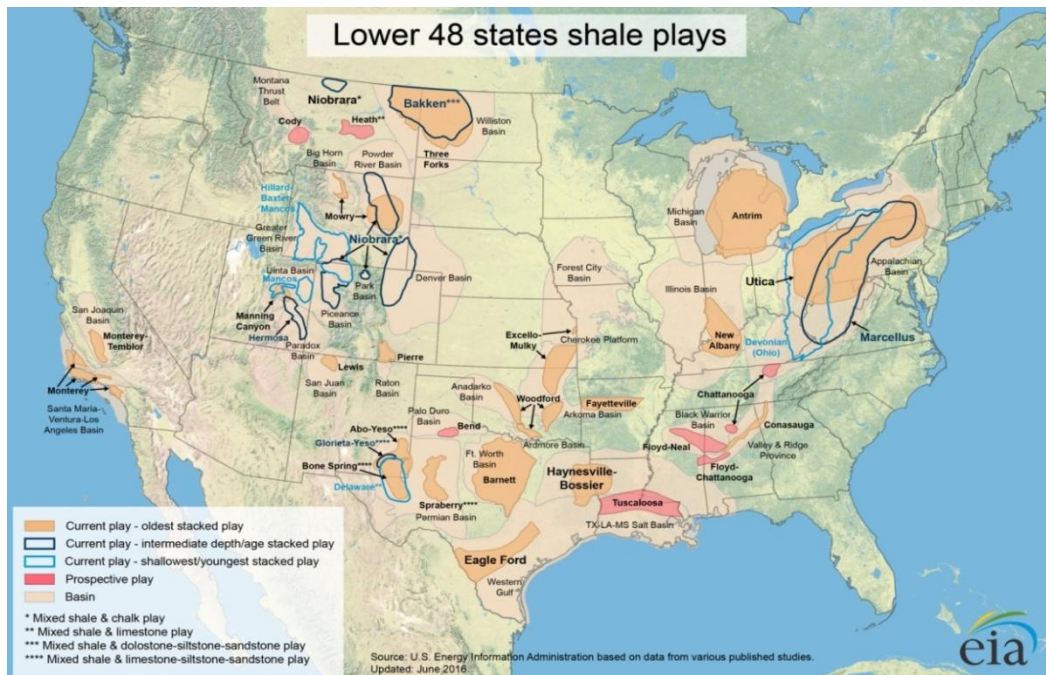 Lower 48 states shale plays
Montana
Thrust
Belt
Niobrara*
Bakken***
Williston
Basin
Cody
Heath**
Big Horn
Basin
Powder
River Basin
Three
Forks
Hilliard-
Baxter-
Mancos
Mowry
Greater
Green River
Basin
Niobrara*
Michigan
Basin
Antrim
Uinta Basin
Mancos
Park
Basin
Denver Basin
Forest City
Basin
Illinois Basin
Utica
Appalachian
Basin
San Joaquin
Basin
Manning
Canyon
Piceance
Basin
Hermosa
Monterey-
Temblor
Excello-
Mulky
Cherokee Platform
New
Albany
Devonian
(Ohio)
Marcellus
Paradox
Basin
Lewis
Pierre
Monterey
San Juan
Basin
Raton
Basin
Anadarko
Basin
Woodford
Fayetteville
Chattanooga
Santa Maria-
Ventura-Los
Angeles Basin
Palo Duro
Basin
Arkoma Basin
Black Warrior
Basin
Conasauga
Abo-Yeso****
Bend
Ardmore Basin
Glorieta-Yeso****
Floyd-Neal
Valley & Ridge
Province
Bone Spring****
Ft. Worth
Basin
Haynesville-
Bossier
Floyd-
Chattanooga
Delaware**
Barnett
Spraberry****
Permian Basin
Tuscaloosa
TX-LA-MS Salt Basin
Eagle Ford
Western
Gulf
Current play - oldest stacked play
Current play - intermediate depth/age stacked play
Current play - shallowest/youngest stacked play
Prospective play
Basin
* Mixed shale & chalk play
** Mixed shale & limestone play
*** Mixed shale & dolostone-siltstone-sandstone play
**** Mixed shale & limestone-siltstone-sandstone play
Source: U.S. Energy Information Administration based on data from various published studies.
Updated: June 2016
eia